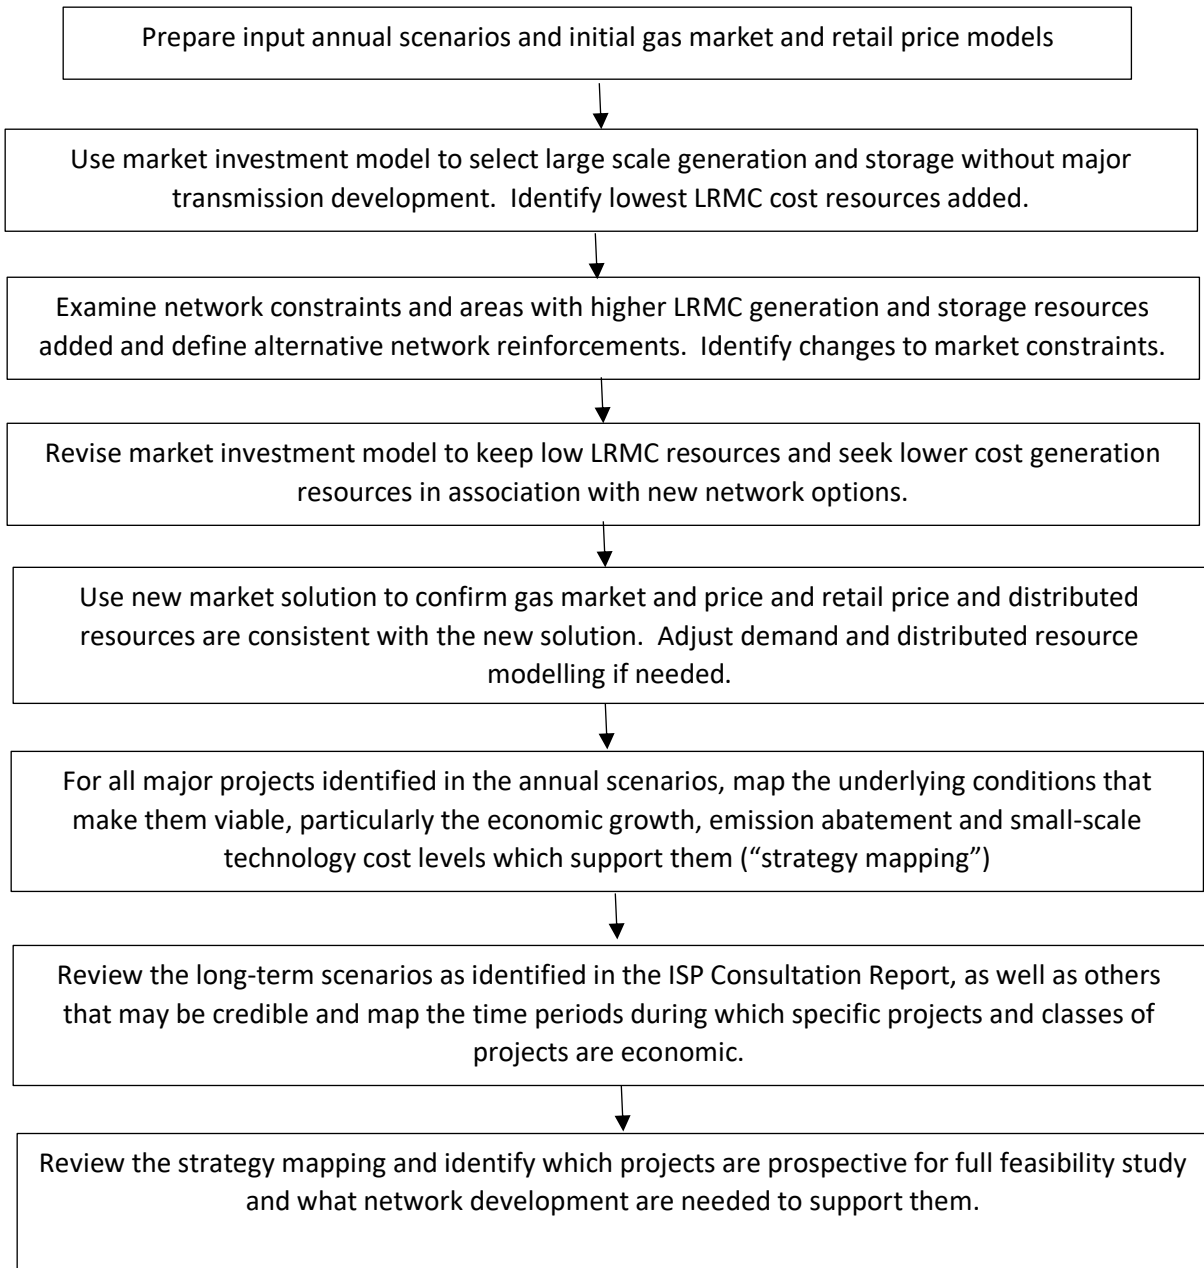 Prepare input annual scenarios and initial gas market and retail price models
Use market investment model to select large scale generation and storage without major
transmission development.  Identify lowest LRMC cost resources added.
Examine network constraints and areas with higher LRMC generation and storage resources
added and define alternative network reinforcements.  Identify changes to market constraints.
Revise market investment model to keep low LRMC resources and seek lower cost generation
resources in association with new network options.
Use new market solution to confirm gas market and price and retail price and distributed
resources are consistent with the new solution.  Adjust demand and distributed resource
modelling if needed.
For all major projects identified in the annual scenarios, map the underlying conditions that
make them viable, particularly the economic growth, emission abatement and small-scale
technology cost levels which support them (“strategy mapping”)
Review the long-term scenarios as identified in the ISP Consultation Report, as well as others
that may be credible and map the time periods during which specific projects and classes of
projects are economic.
Review the strategy mapping and identify which projects are prospective for full feasibility study
and what network development are needed to support them.